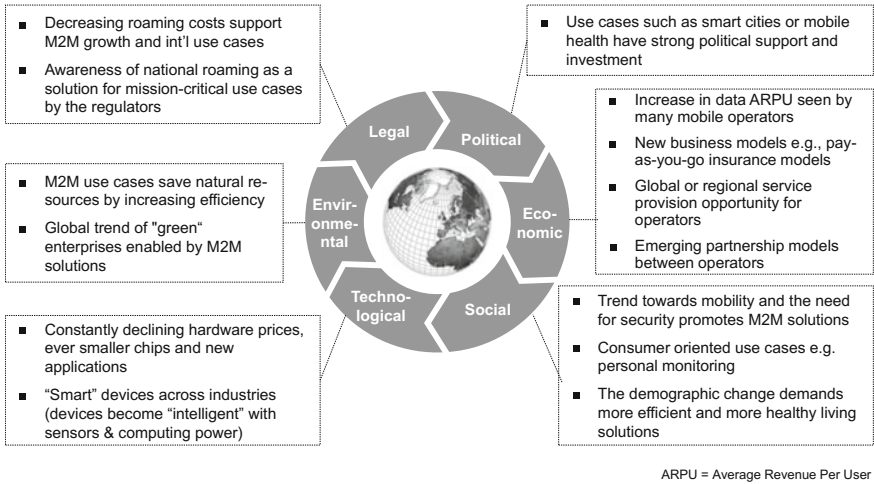 ■ Decreasing roaming costs support
M2M growth and int'l use cases
■ Awareness of national roaming as a
solution for mission-critical use cases
by the regulators
■ Use cases such as smart cities or mobile
health have strong political support and
investment
Legal
Political
■ Increase in data ARPU seen by
many mobile operators
■ New business models e.g., pay-
as-you-go insurance models
■ Global or regional service
provision opportunity for
operators
■ Emerging partnership models
between operators
■ M2M use cases save natural re-
sources by increasing efficiency
■ Global trend of "green“
enterprises enabled by M2M
solutions
Envir-
onme-
ntal
Eco-
nomic
Techno-
logical
Social
■ Constantly declining hardware prices,
ever smaller chips and new
applications
■ “Smart” devices across industries
(devices become “intelligent” with
sensors & computing power)
■ Trend towards mobility and the need
for security promotes M2M solutions
■ Consumer oriented use cases e.g.
personal monitoring
■ The demographic change demands
more efficient and more healthy living
solutions
ARPU = Average Revenue Per User